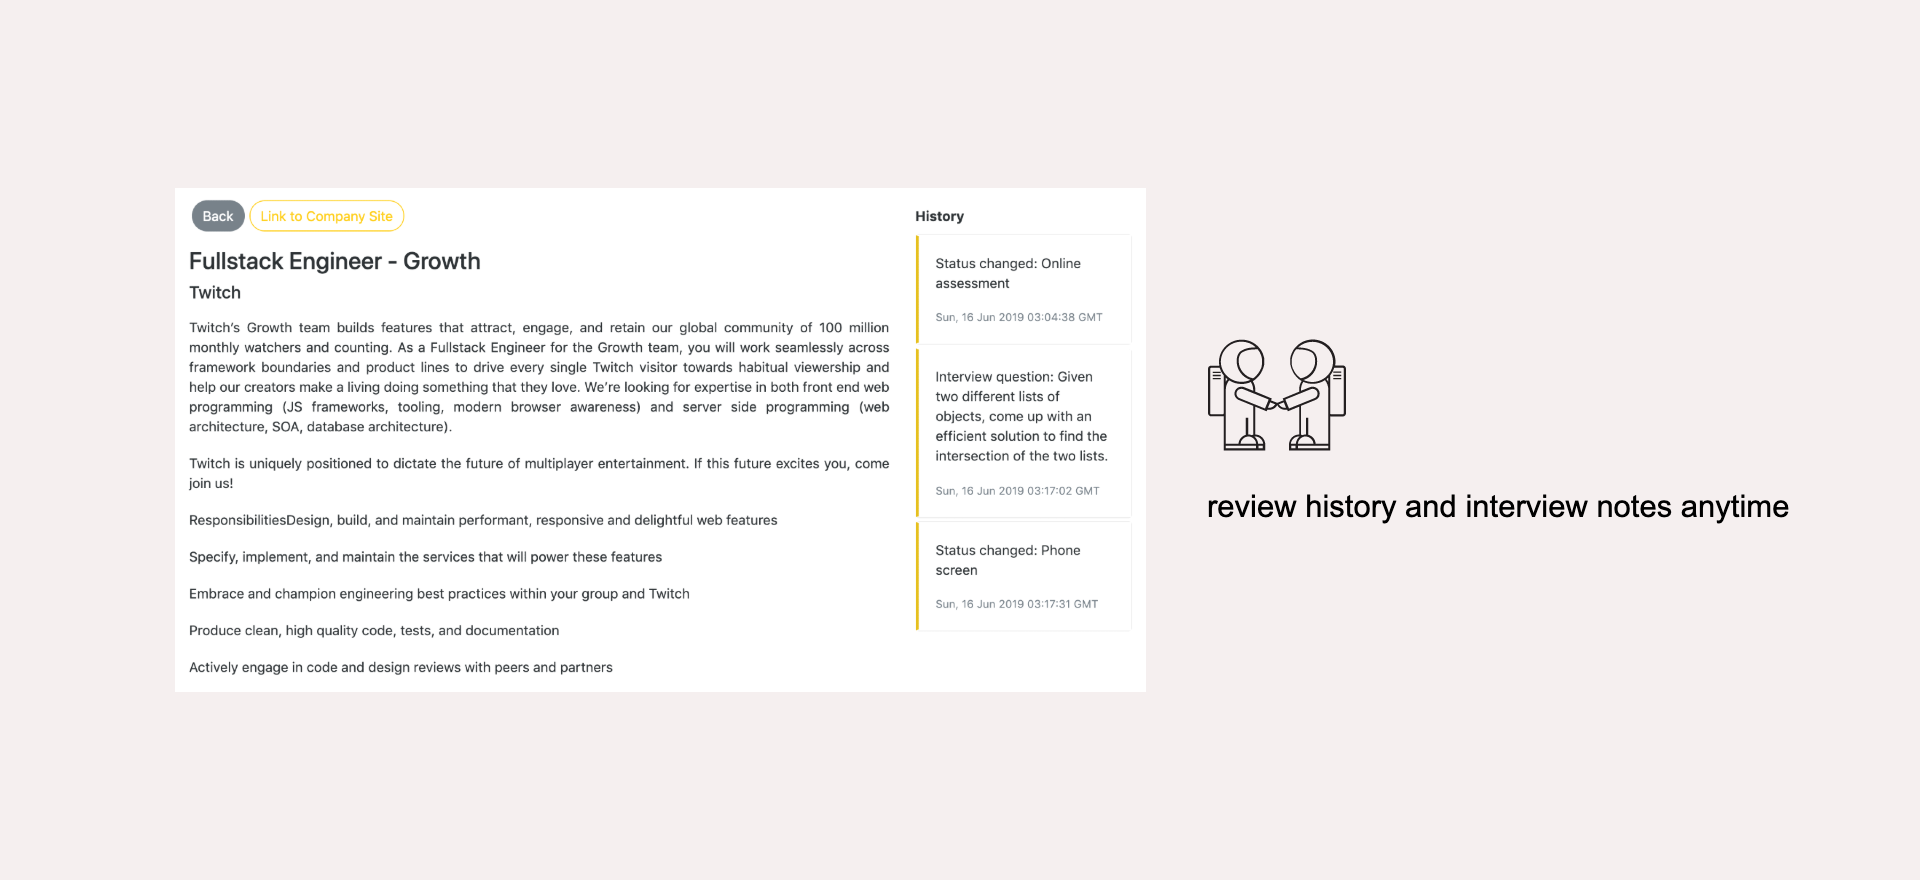 Back
Link to Company Site
Fullstack Engineer - Growth
Twitch
Twitch's Growth team builds features that attract, engage, and retain our global community of 100 million
monthly watchers and counting. As a Fullstack Engineer for the Growth team, you will work seamlessly across
framework boundaries and product lines to drive every single Twitch visitor towards habitual viewership and
help our creators make a living doing something that they love. We're looking for expertise in both front end web
programming (JS frameworks, tooling, modern browser awareness) and server side programming (web
architecture, SOA, database architecture).
Twitch is uniquely positioned to dictate the future of multiplayer entertainment. If this future excites you, come
join us!
ResponsibilitiesDesign, build, and maintain performant, responsive and delightful web features
Specify, implement, and maintain the services that will power these features
Embrace and champion engineering best practices within your group and Twitch
Produce clean, high quality code, tests, and documentation
Actively engage in code and design reviews with peers and partners
History
Status changed: Online
assessment
Sun, 16 Jun 2019 03:04:38 GMT
Interview question: Given
two different lists of
objects, come up with an
efficient solution to find the
intersection of the two lists.
Sun, 16 Jun 2019 03:17:02 GMT
Status changed: Phone
screen
Sun, 16 Jun 2019 03:17:31 GMT
review history and interview notes anytime